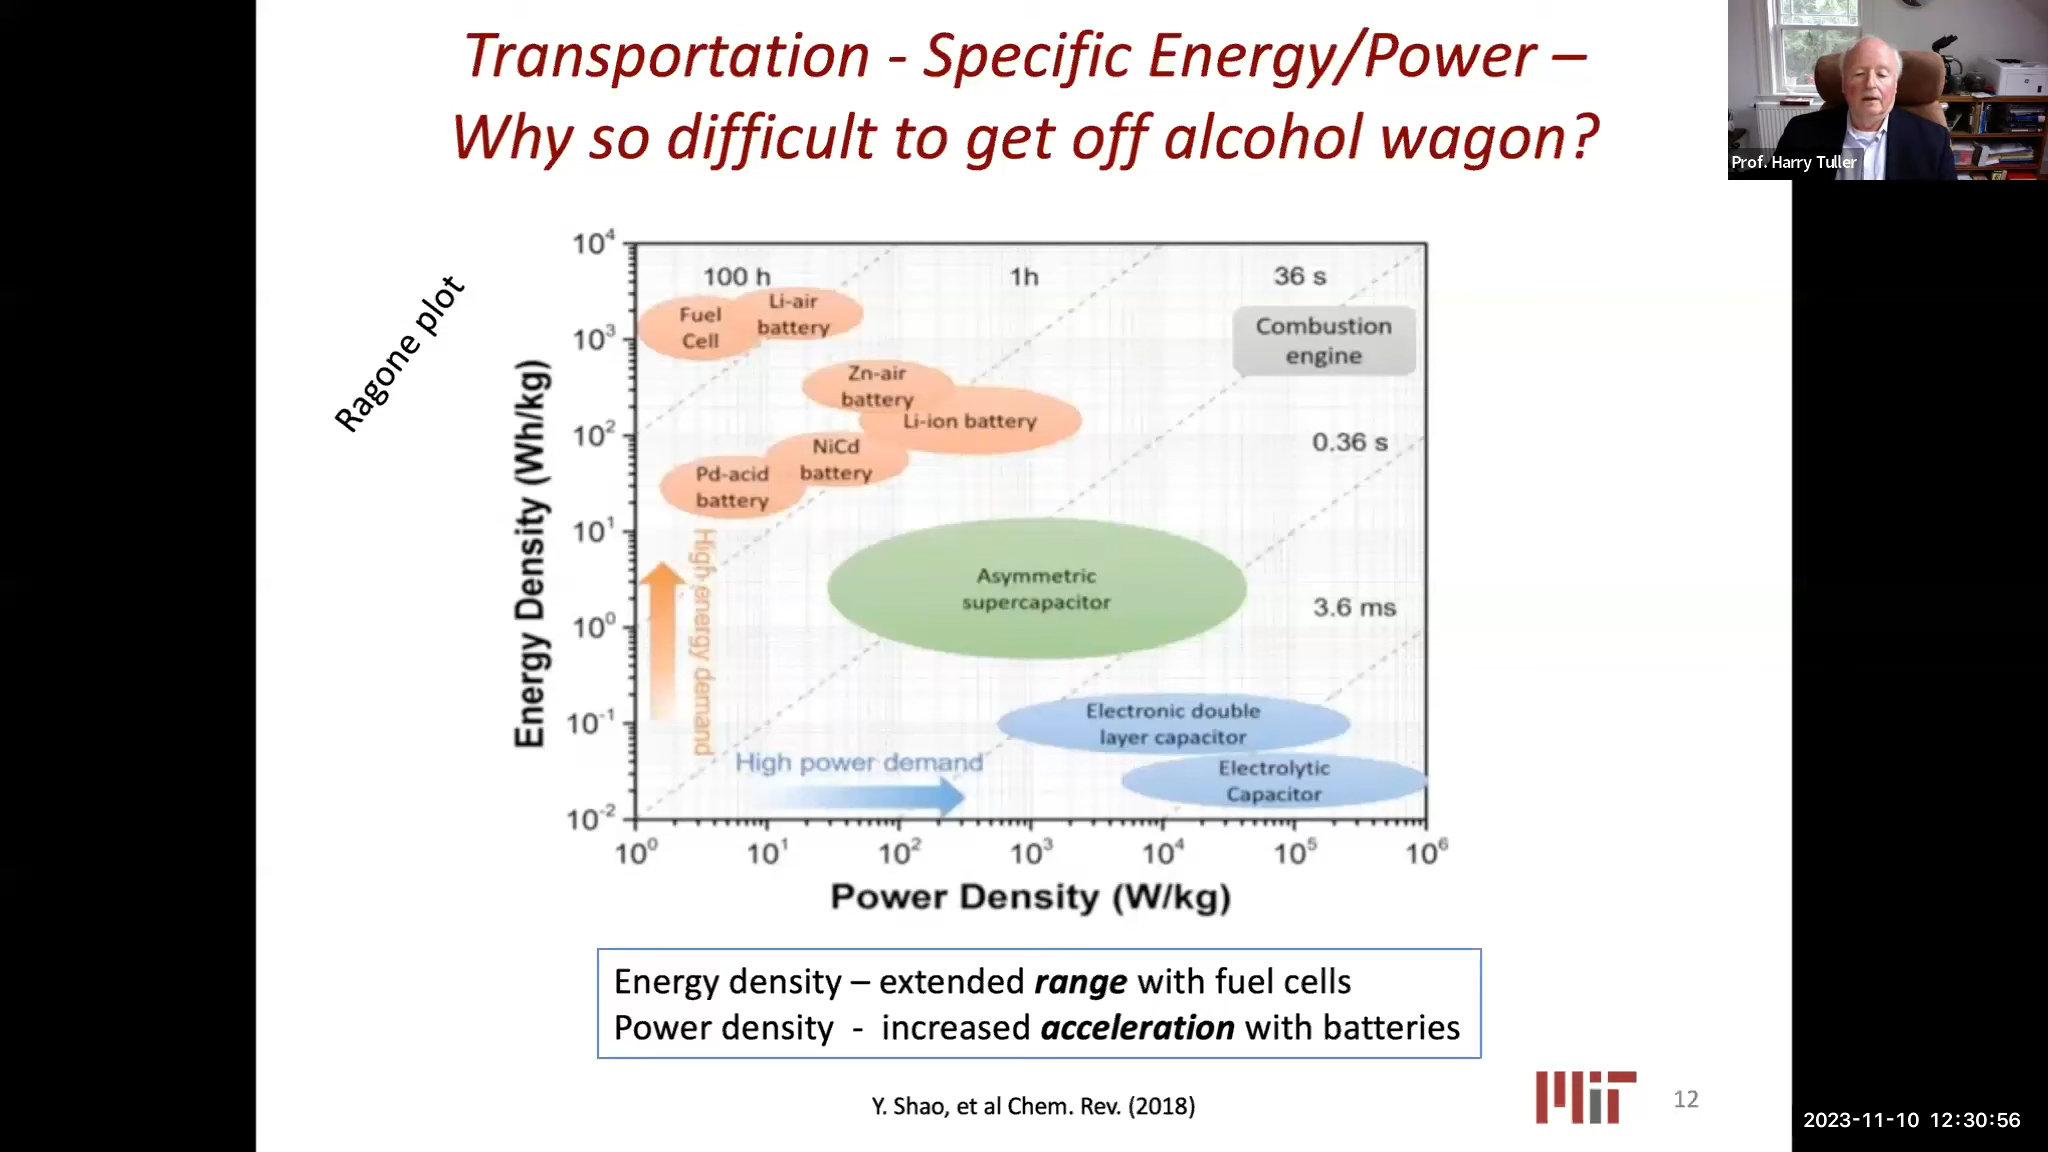 Transportation - Specific Energy/Power –
Why so difficult to get off alcohol wagon?
Prof. Harry Tuller
Ragone plot
Energy Density (Wh/kg)
10⁴
10³
10²
10¹
10⁰
10⁻¹
10⁻²
100 h
1h
36 s
0.36 s
3.6 ms
Fuel
Cell
Li-air
battery
Combustion
engine
Zn-air
battery
Li-ion battery
NiCd
battery
Pd-acid
battery
High energy demand
Asymmetric
supercapacitor
Electronic double
layer capacitor
High power demand
Electrolytic
Capacitor
10⁰ 10¹ 10² 10³ 10⁴ 10⁵ 10⁶
Power Density (W/kg)
Energy density – extended range with fuel cells
Power density - increased acceleration with batteries
Y. Shao, et al Chem. Rev. (2018)
MIT
12
2023-11-10 12:30:56